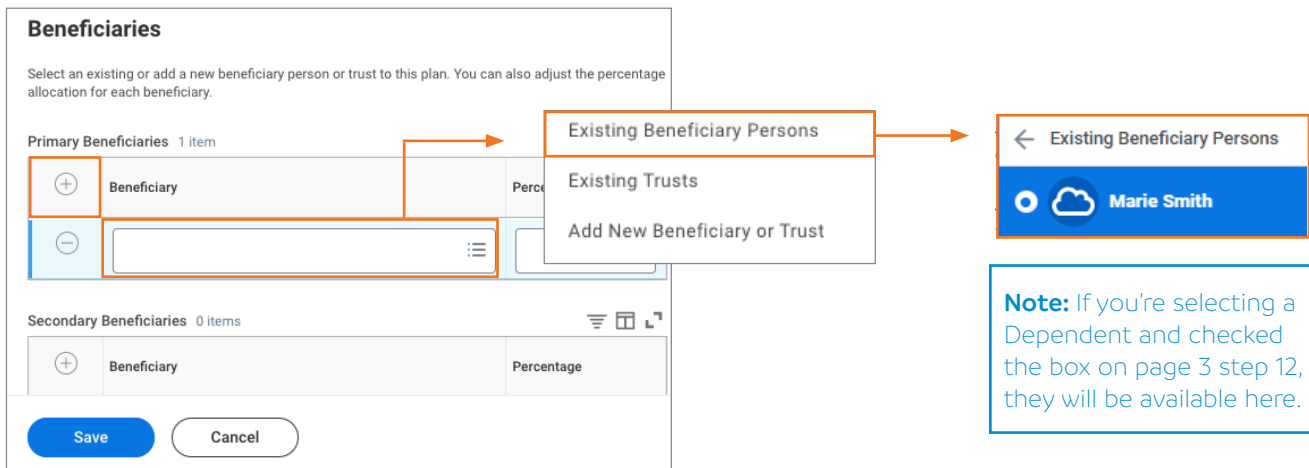 Beneficiaries
Select an existing or add a new beneficiary person or trust to this plan. You can also adjust the percentage
allocation for each beneficiary.
Primary Beneficiaries 1 item
Beneficiary
Perce
Existing Beneficiary Persons
Existing Trusts
Add New Beneficiary or Trust
Existing Beneficiary Persons
Marie Smith
Note: If you're selecting a
Dependent and checked
the box on page 3 step 12,
they will be available here.
Secondary Beneficiaries 0 items
Beneficiary Percentage
Save Cancel